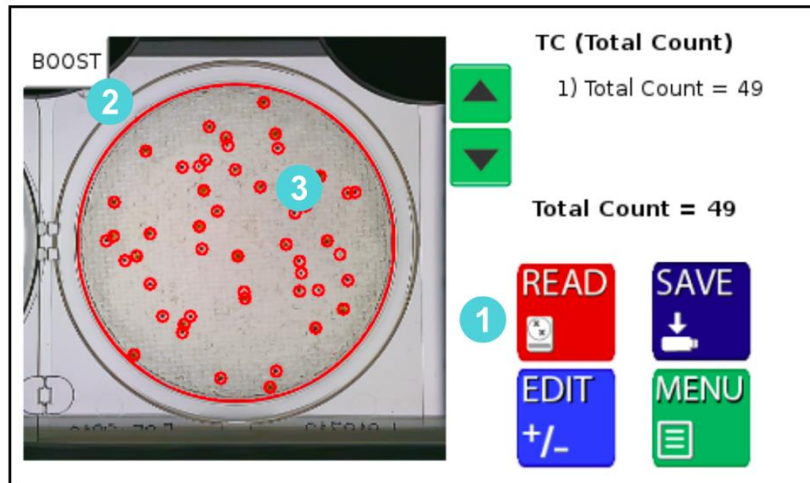 BOOST
TC (Total Count)
1) Total Count = 49
2
3
Total Count = 49
1
READ
SAVE
EDIT
+/-
MENU